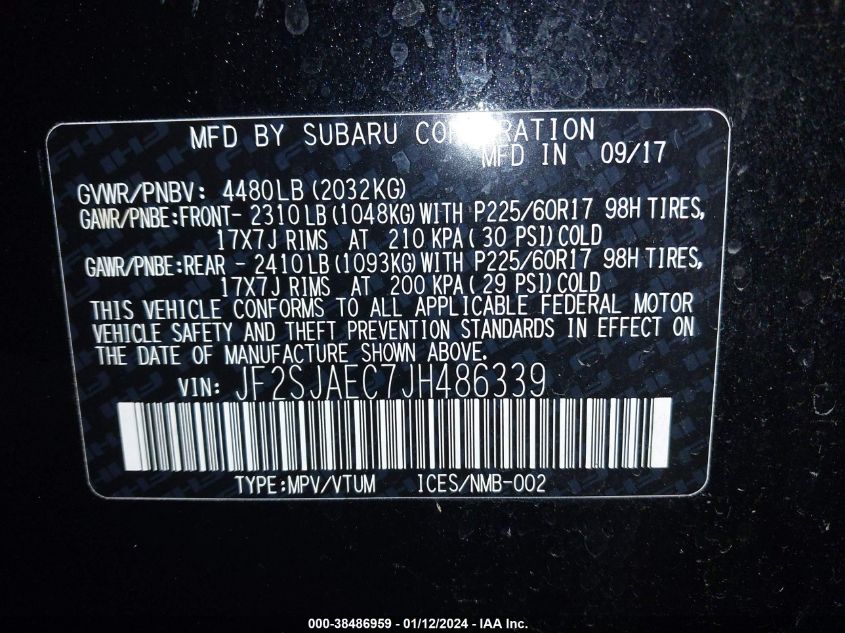 MFD BY SUBARU CORPORATION
MFD IN 09/17
GVWR/PNBV: 4480LB (2032KG)
GAWR/PNBE:FRONT- 2310 LB (1048KG) WITH P225/60R17 98H TIRES,
17X7J RIMS AT 210 KPA ( 30 PSI) COLD
GAWR/PNBE:REAR - 2410 LB (1093KG) WITH P225/60R17 98H TIRES,
17X7J RIMS AT 200 KPA ( 29 PSI) COLD
THIS VEHICLE CONFORMS TO ALL APPLICABLE FEDERAL MOTOR
VEHICLE SAFETY AND THEFT PREVENTION STANDARDS IN EFFECT ON
THE DATE OF MANUFACTURE SHOWN ABOVE.
VIN: JF2SJAEC7JH486339
TYPE:MPV/VTUM ICES/NMB-002
000-38486959 - 01/12/2024 - IAA Inc.